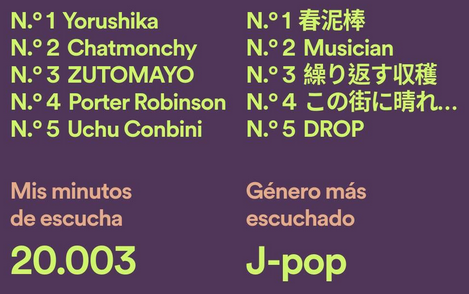 N.º 1 Yorushika
N.º 2 Chatmonchy
N.º 3 ZUTOMAYO
N.º 4 Porter Robinson
N.º 5 Uchu Conbini
N.º 1 春泥棒
N.º 2 Musician
N.º 3 繰り返す収穫
N.º 4 この街に晴れ…
N.º 5 DROP
Mis minutos
de escucha
20.003
Género más
escuchado
J-pop